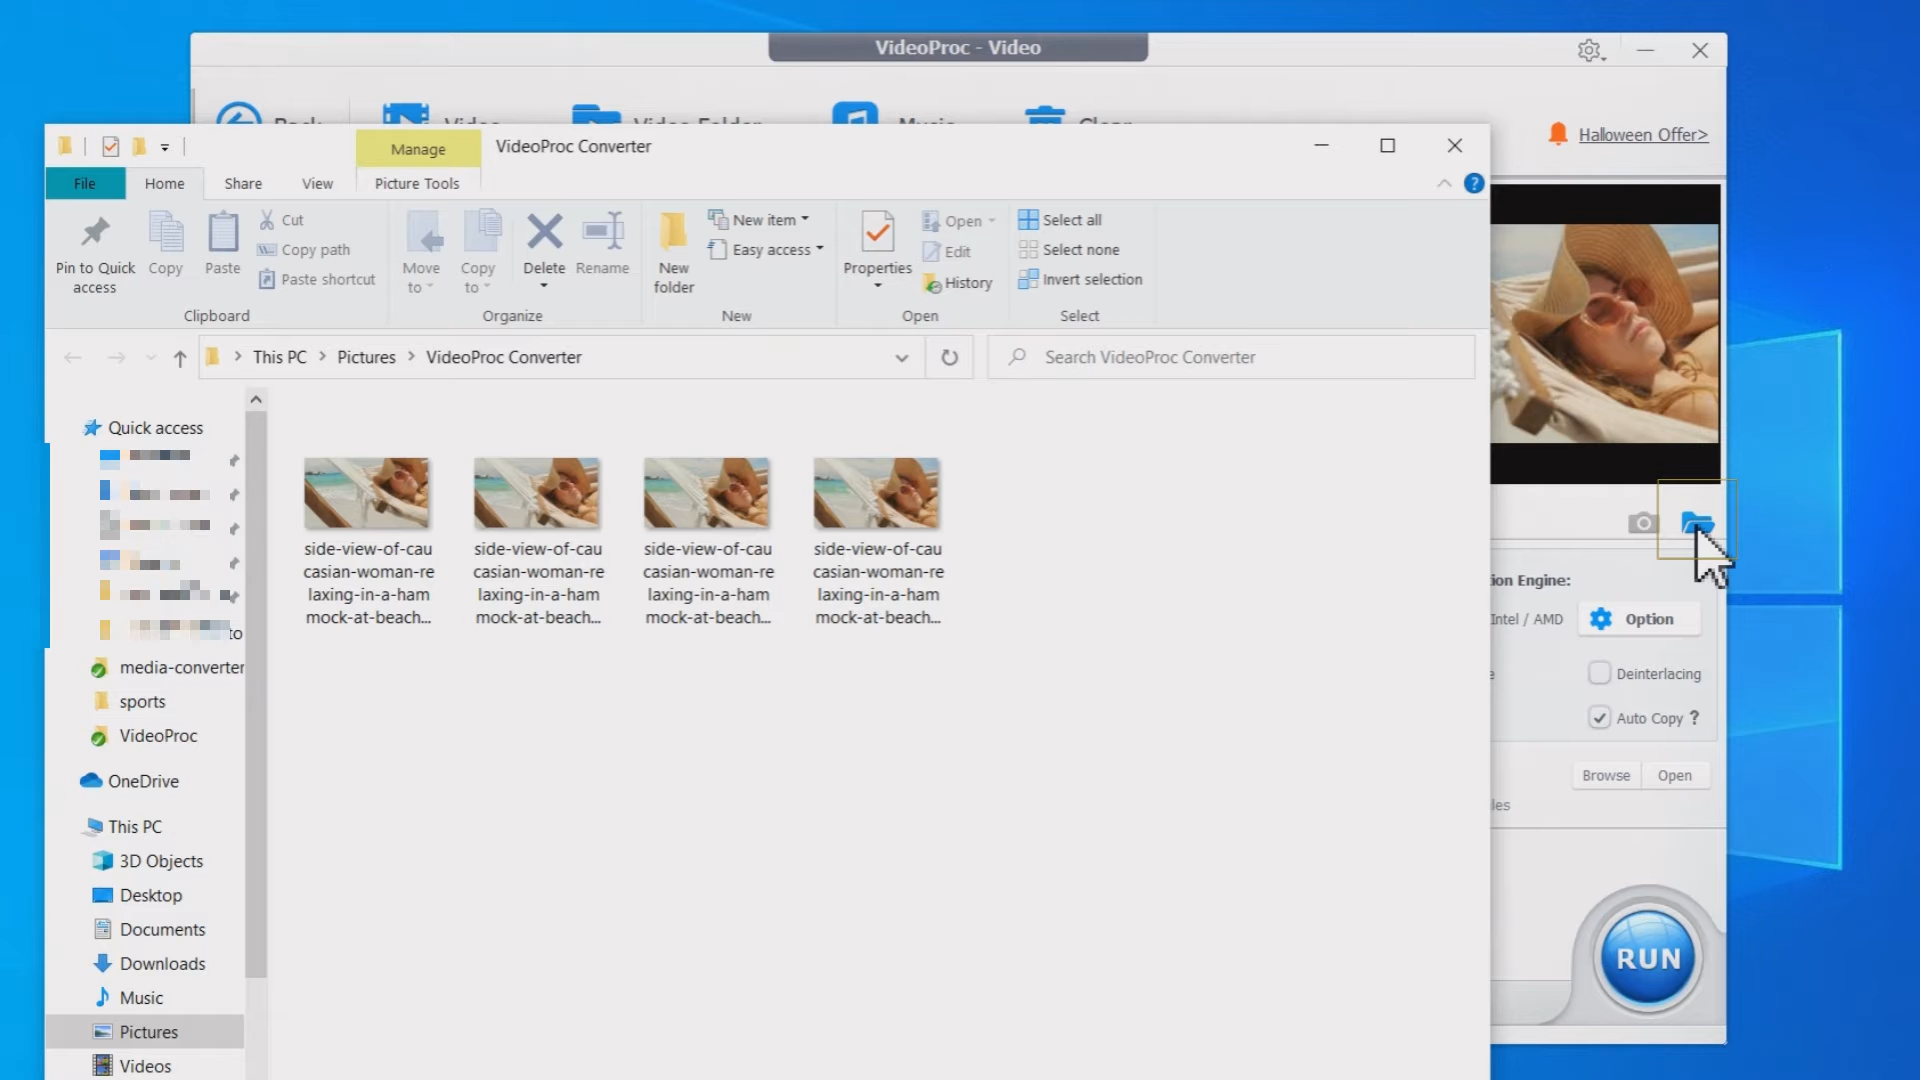 VideoProc - Video
Back
Video
Video Folder
Music
Clear
Halloween Offer>
Manage
VideoProc Converter
File
Home
Share
View
Picture Tools
Pin to Quick access
Copy
Paste
Cut
Copy path
Paste shortcut
Clipboard
Move to
Copy to
Delete
Rename
Organize
New folder
New item
Easy access
New
Properties
Open
Edit
History
Open
Select all
Select none
Invert selection
Select
This PC > Pictures > VideoProc Converter
Search VideoProc Converter
Quick access
to
media-converter
sports
VideoProc
OneDrive
This PC
3D Objects
Desktop
Documents
Downloads
Music
Pictures
Videos
side-view-of-cau
casian-woman-re
laxing-in-a-ham
mock-at-beach...
side-view-of-cau
casian-woman-re
laxing-in-a-ham
mock-at-beach...
side-view-of-cau
casian-woman-re
laxing-in-a-ham
mock-at-beach...
side-view-of-cau
casian-woman-re
laxing-in-a-ham
mock-at-beach...
ion Engine:
Intel / AMD
Option
e
Deinterlacing
Auto Copy ?
Browse
Open
les
RUN